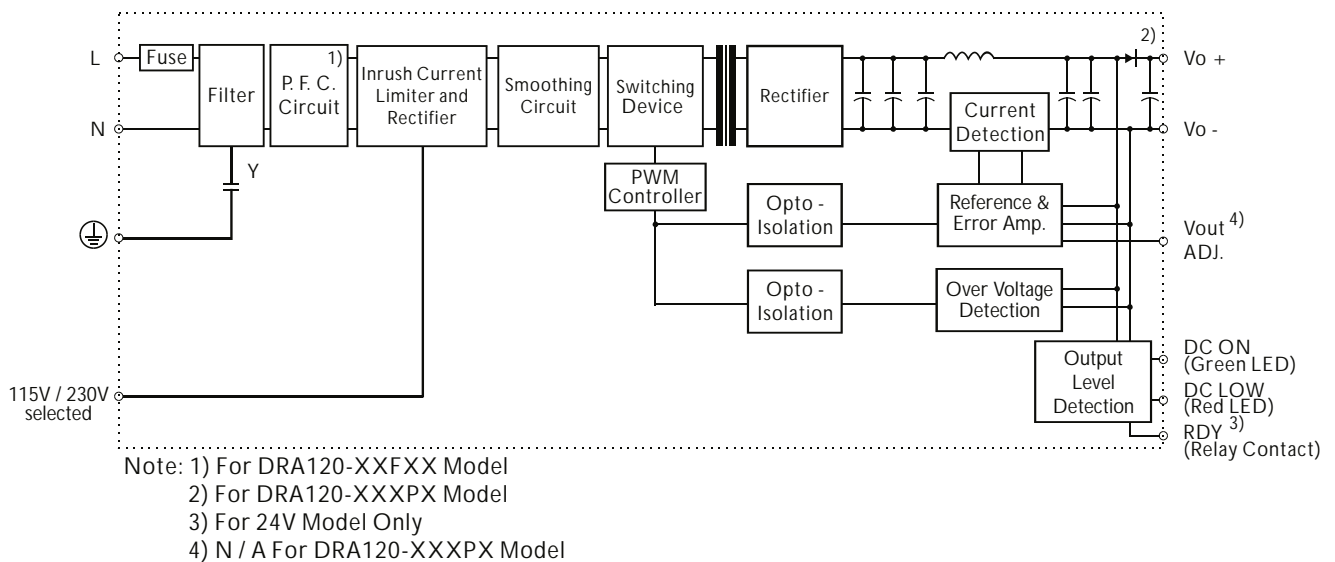 L
Fuse
Filter
1)
P. F. C.
Circuit
Inrush Current
Limiter and
Rectifier
Smoothing
Circuit
Switching
Device
Rectifier
2)
Vo +
N
Current
Detection
Vo -
Y
PWM
Controller
Opto -
Isolation
Reference &
Error Amp.
Vout 4)
ADJ.
Opto -
Isolation
Over Voltage
Detection
115V / 230V
selected
Output
Level
Detection
DC ON
(Green LED)
DC LOW
(Red LED)
RDY 3)
(Relay Contact)
Note: 1) For DRA120-XXFXX Model
2) For DRA120-XXXPX Model
3) For 24V Model Only
4) N / A For DRA120-XXXPX Model